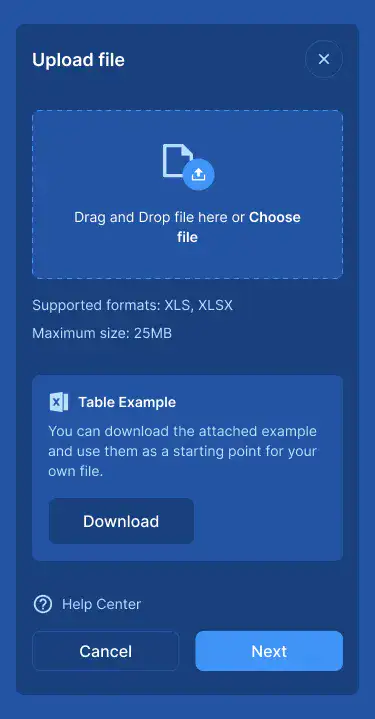 Upload file
Drag and Drop file here or Choose
file
Supported formats: XLS, XLSX
Maximum size: 25MB
Table Example
You can download the attached example
and use them as a starting point for your
own file.
Download
Help Center
Cancel
Next